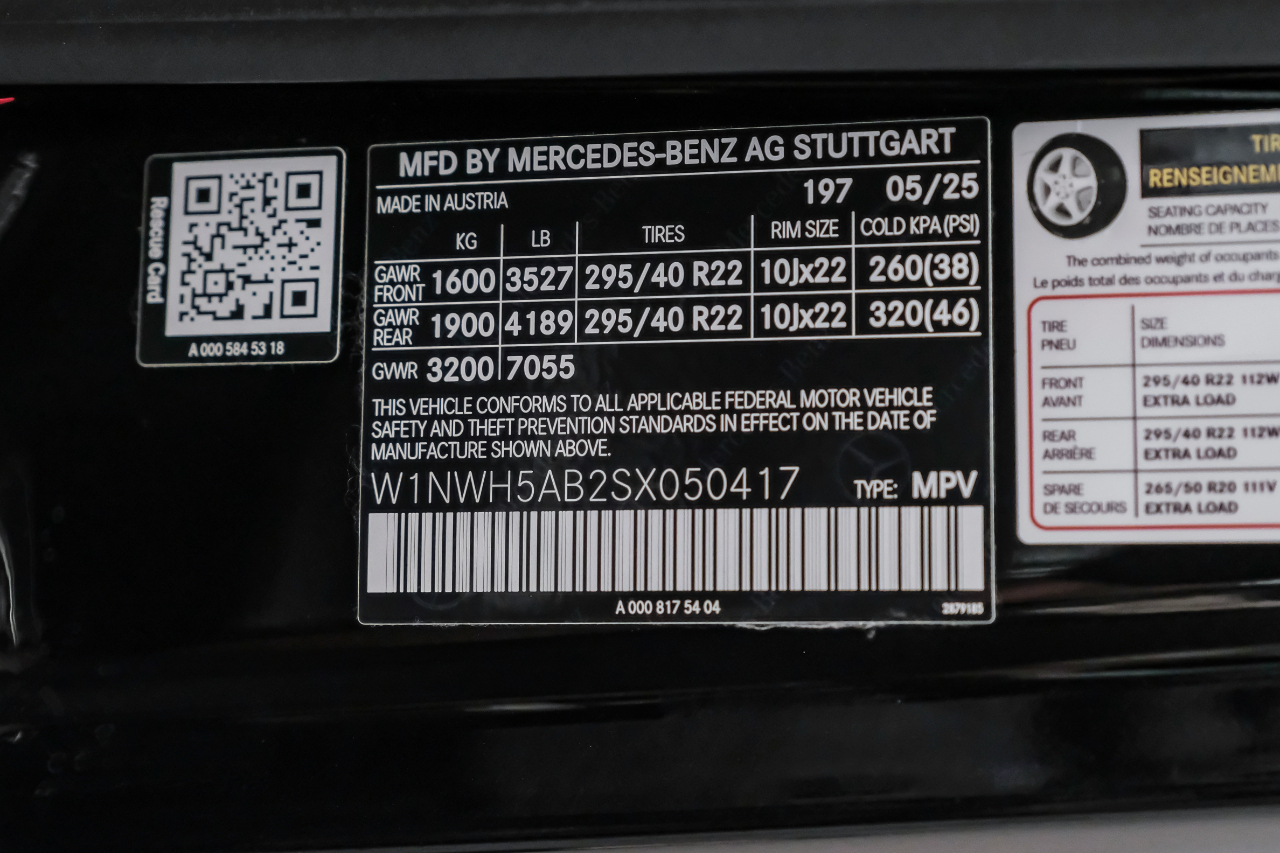 Rescue Card
A 000 584 53 18
MFD BY MERCEDES-BENZ AG STUTTGART
MADE IN AUSTRIA 197 05/25
KG LB TIRES RIM SIZE COLD KPA(PSI)
GAWR FRONT 1600 3527 295/40 R22 10Jx22 260(38)
GAWR REAR 1900 4189 295/40 R22 10Jx22 320(46)
GVWR 3200 7055
THIS VEHICLE CONFORMS TO ALL APPLICABLE FEDERAL MOTOR VEHICLE
SAFETY AND THEFT PREVENTION STANDARDS IN EFFECT ON THE DATE OF
MANUFACTURE SHOWN ABOVE.
W1NWH5AB2SX050417 TYPE: MPV
A 000 817 54 04
2879185
TIR
RENSEIGNEME
SEATING CAPACITY
NOMBRE DE PLACES
The combined weight of occupants
Le poids total des occupants et du char
TIRE SIZE
PNEU DIMENSIONS
FRONT 295/40 R22 112W
AVANT EXTRA LOAD
REAR 295/40 R22 112W
ARRIÈRE EXTRA LOAD
SPARE 265/50 R20 111V
DE SECOURS EXTRA LOAD